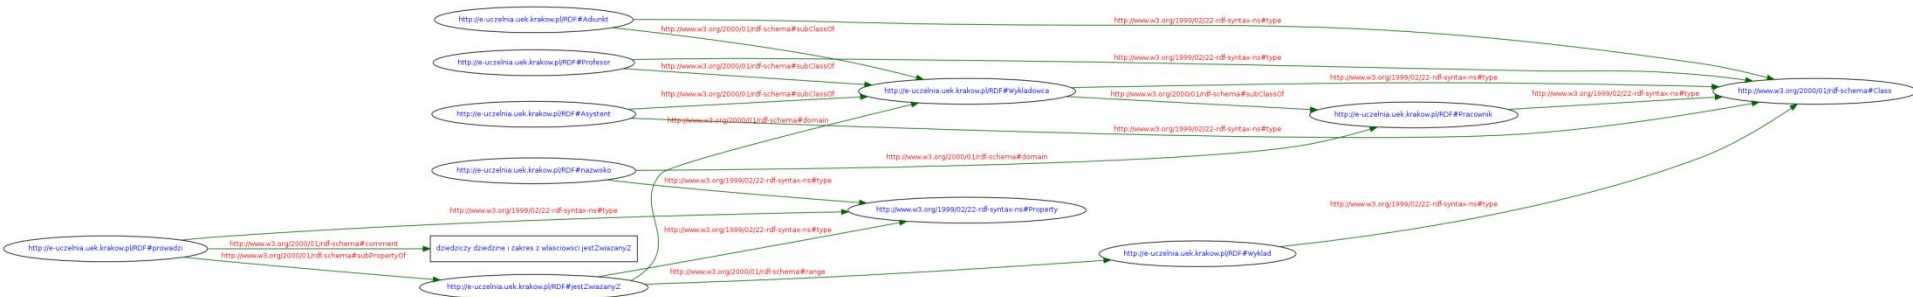 http://e-uczelnia.uek.krakow.pl/RDF#Adiunkt
http://www.w3.org/1999/02/22-rdf-syntax-ns#type
http://www.w3.org/2000/01/rdf-schema#subClassOf
http://e-uczelnia.uek.krakow.pl/RDF#Profesor
http://www.w3.org/1999/02/22-rdf-syntax-ns#type
http://www.w3.org/2000/01/rdf-schema#subClassOf
http://www.w3.org/1999/02/22-rdf-syntax-ns#type
http://e-uczelnia.uek.krakow.pl/RDF#Wykladowca
http://www.w3.org/2000/01/rdf-schema#Class
http://www.w3.org/2000/01/rdf-schema#subClassOf
http://www.w3.org/2000/01/rdf-schema#subClassOf
http://www.w3.org/1999/02/22-rdf-syntax-ns#type
http://e-uczelnia.uek.krakow.pl/RDF#Asystent
http://e-uczelnia.uek.krakow.pl/RDF#Pracownik
http://www.w3.org/2000/01/rdf-schema#domain
http://www.w3.org/1999/02/22-rdf-syntax-ns#type
http://www.w3.org/2000/01/rdf-schema#domain
http://e-uczelnia.uek.krakow.pl/RDF#nazwisko
http://www.w3.org/1999/02/22-rdf-syntax-ns#type
http://www.w3.org/1999/02/22-rdf-syntax-ns#type
http://www.w3.org/1999/02/22-rdf-syntax-ns#type
http://www.w3.org/1999/02/22-rdf-syntax-ns#Property
http://www.w3.org/1999/02/22-rdf-syntax-ns#type
http://e-uczelnia.uek.krakow.pl/RDF#prowadzi
http://www.w3.org/2000/01/rdf-schema#comment
dziedziczy dziedzine i zakres z wlasciowsci jestZwiazanyZ
http://www.w3.org/2000/01/rdf-schema#subPropertyOf
http://e-uczelnia.uek.krakow.pl/RDF#Wyklad
http://www.w3.org/2000/01/rdf-schema#range
http://e-uczelnia.uek.krakow.pl/RDF#jestZwiazanyZ